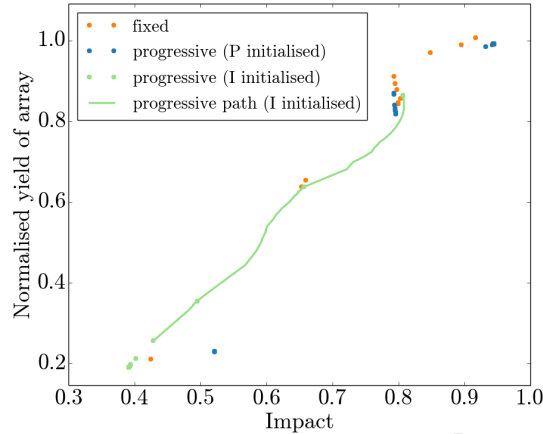 fixed
progressive (P initialised)
progressive (I initialised)
progressive path (I initialised)
Normalised yield of array
1.0
0.8
0.6
0.4
0.2
0.3 0.4 0.5 0.6 0.7 0.8 0.9 1.0
Impact